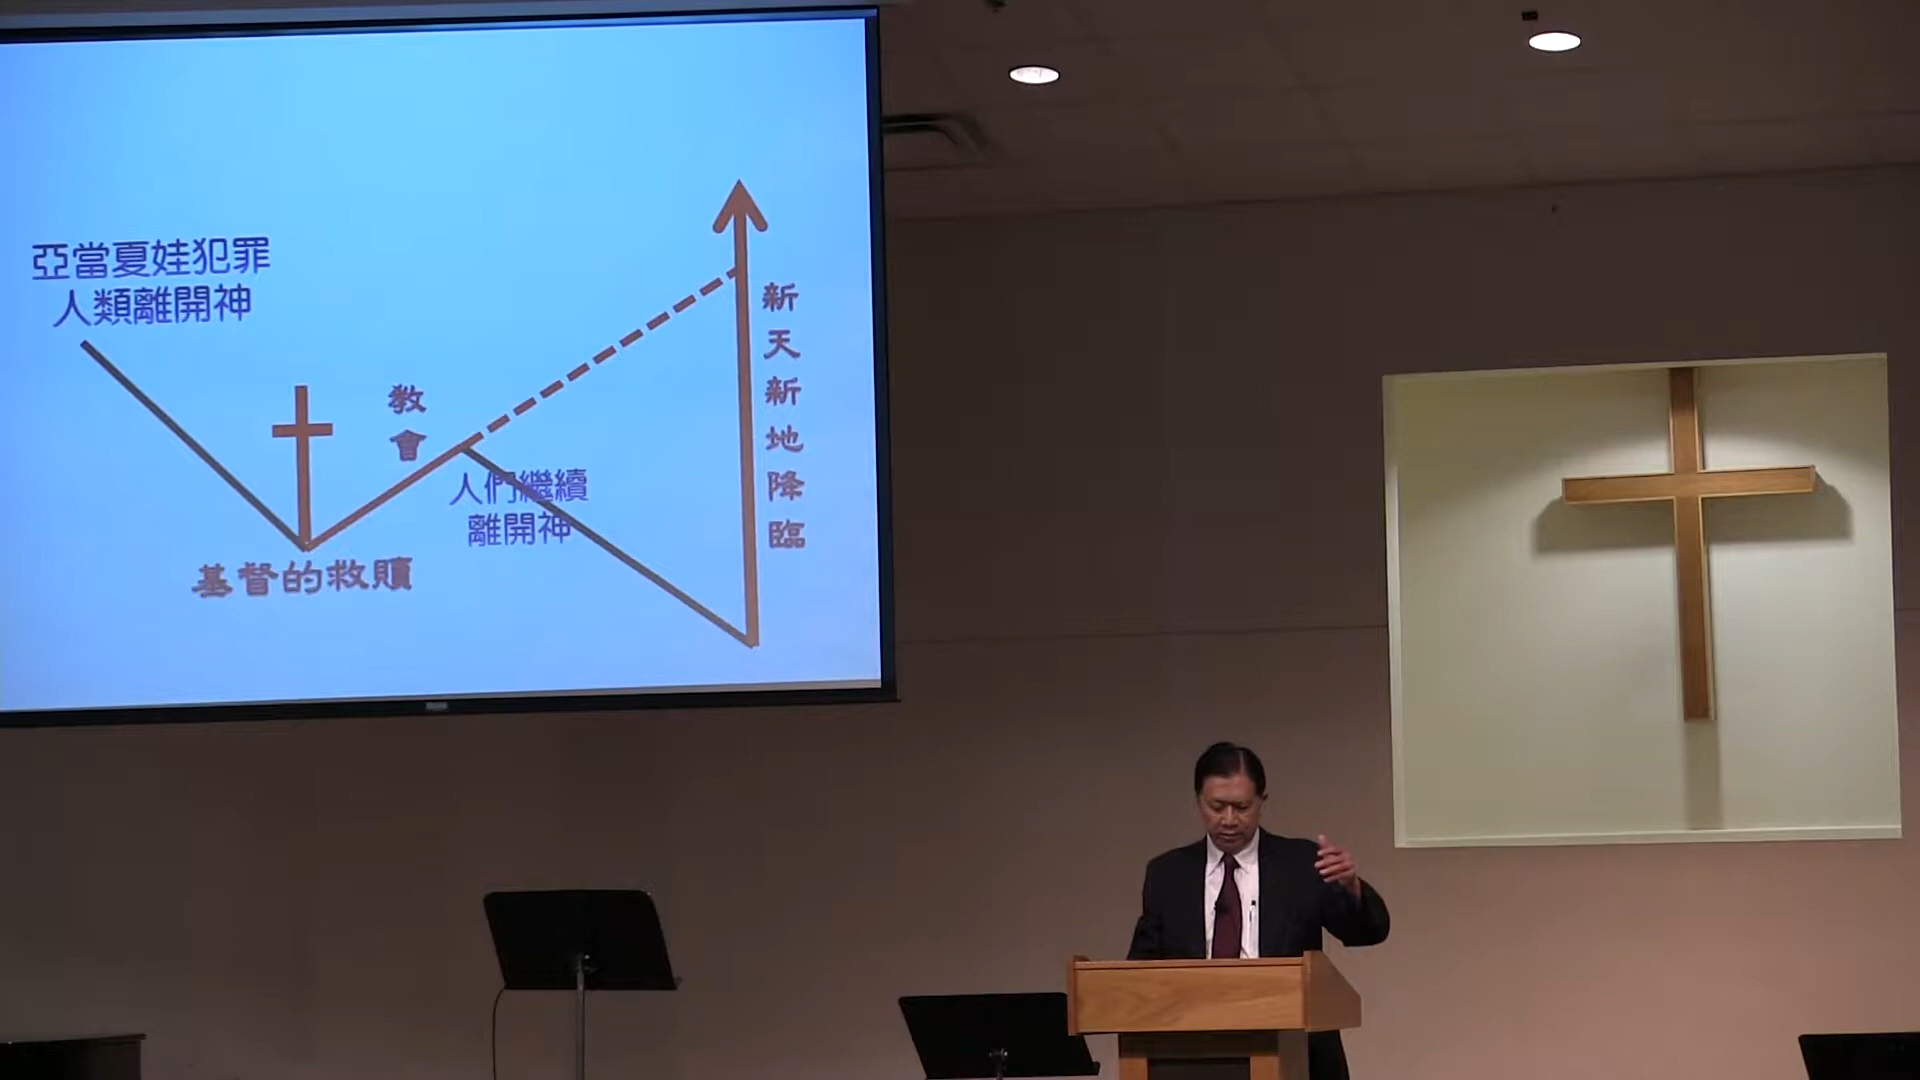 亞當夏娃犯罪
人類離開神
教會
人們繼續
離開神
基督的救贖
新天新地降臨